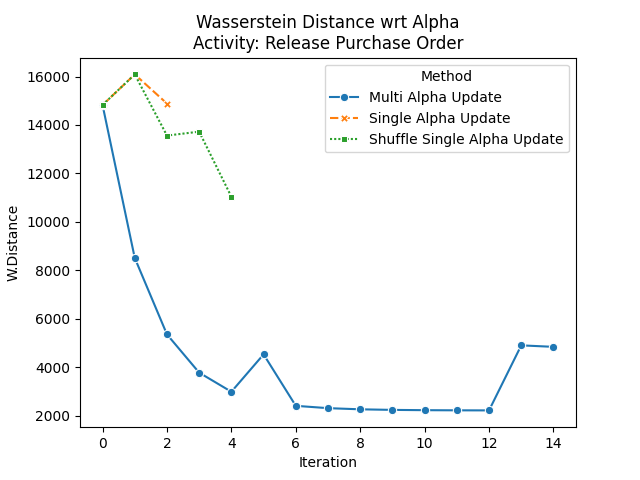 Wasserstein Distance wrt Alpha
Activity: Release Purchase Order
Method
Multi Alpha Update
Single Alpha Update
Shuffle Single Alpha Update
W.Distance
16000
14000
12000
10000
8000
6000
4000
2000
0 2 4 6 8 10 12 14
Iteration